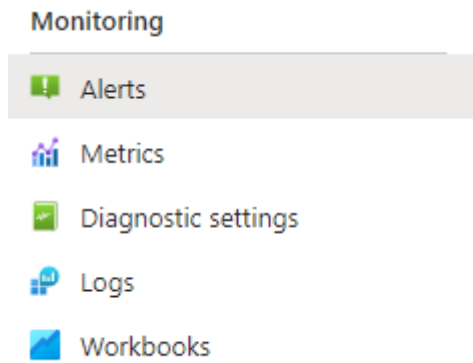 Monitoring
Alerts
Metrics
Diagnostic settings
Logs
Workbooks